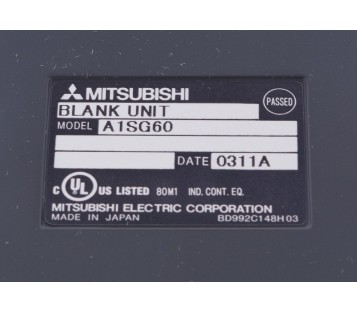 MITSUBISHI
PASSED
BLANK UNIT
MODEL A1SG60
DATE 0311A
C UL US LISTED 80M1 IND. CONT. EQ.
MITSUBISHI ELECTRIC CORPORATION
MADE IN JAPAN BD992C148H03